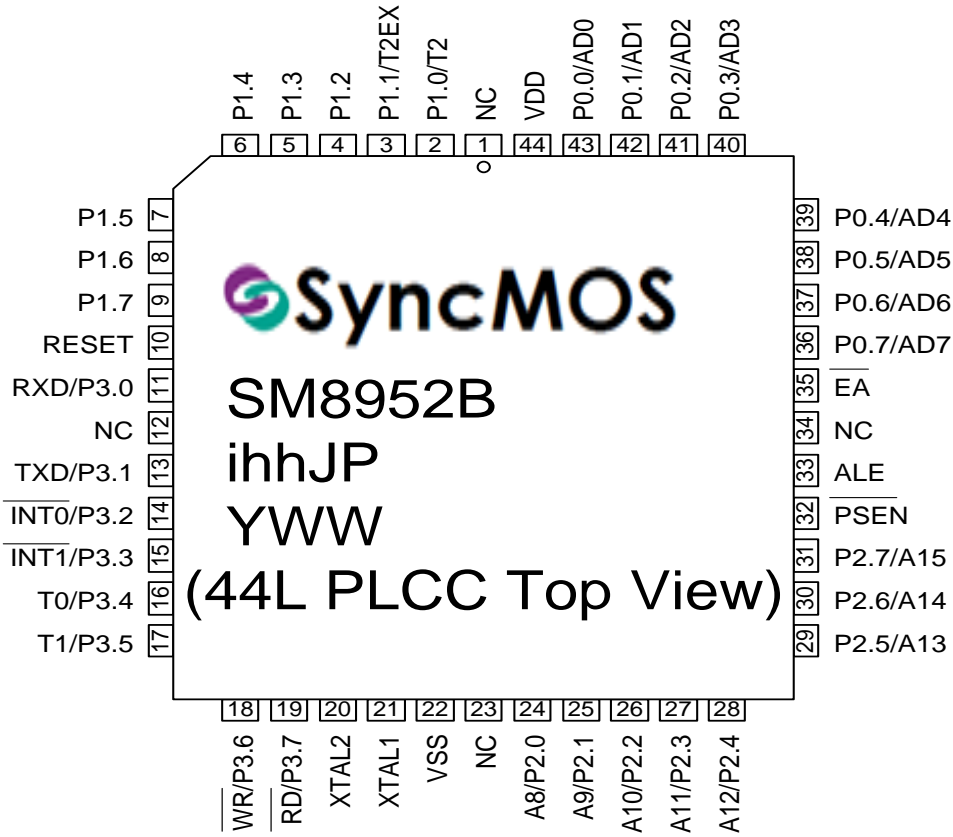 P1.4 P1.3 P1.2 P1.1/T2EX P1.0/T2 NC VDD P0.0/AD0 P0.1/AD1 P0.2/AD2 P0.3/AD3
6 5 4 3 2 1 44 43 42 41 40
P1.5 7 39 P0.4/AD4
P1.6 8 38 P0.5/AD5
P1.7 9 37 P0.6/AD6
RESET 10 36 P0.7/AD7
RXD/P3.0 11 35 EA
NC 12 34 NC
TXD/P3.1 13 33 ALE
INT0/P3.2 14 32 PSEN
INT1/P3.3 15 31 P2.7/A15
T0/P3.4 16 30 P2.6/A14
T1/P3.5 17 29 P2.5/A13
SyncMOS
SM8952B
ihhJP
YWW
(44L PLCC Top View)
18 19 20 21 22 23 24 25 26 27 28
WR/P3.6 RD/P3.7 XTAL2 XTAL1 VSS NC A8/P2.0 A9/P2.1 A10/P2.2 A11/P2.3 A12/P2.4